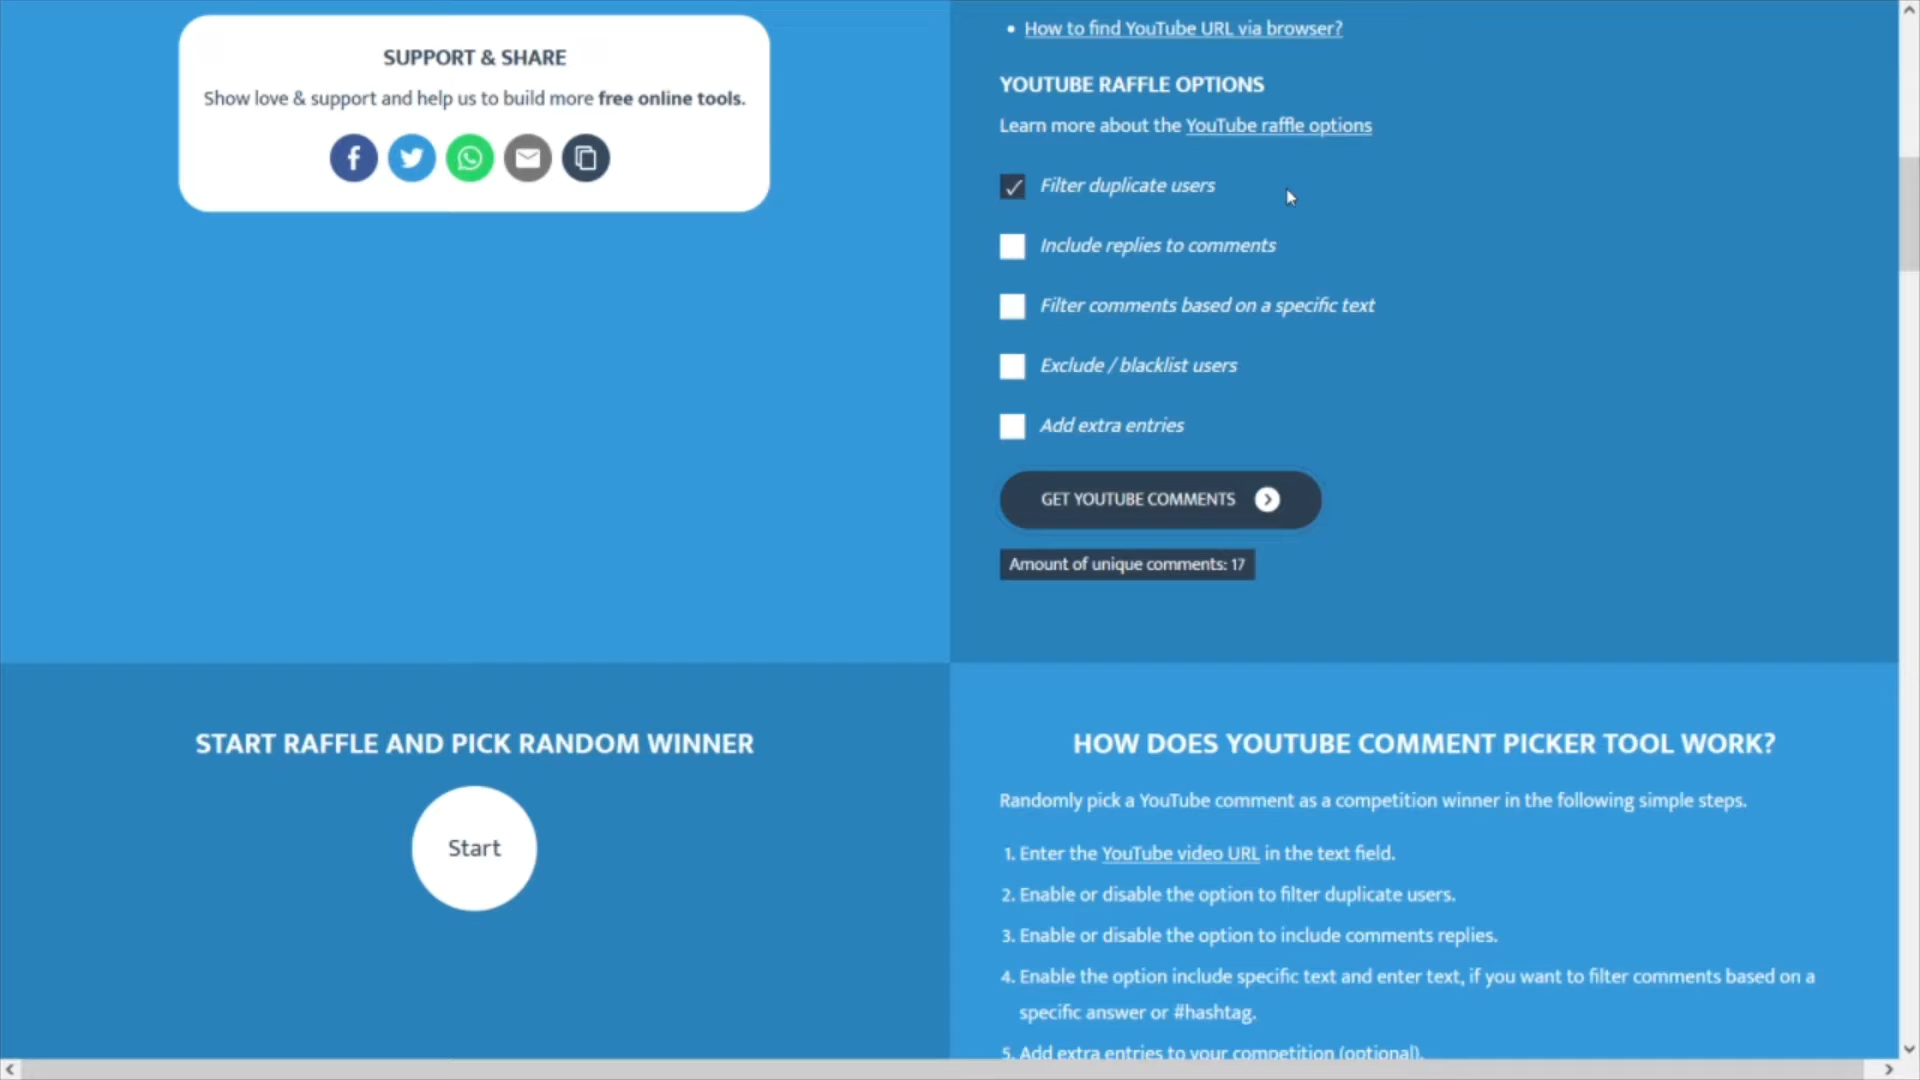 SUPPORT & SHARE
Show love & support and help us to build more free online tools.
How to find YouTube URL via browser?
YOUTUBE RAFFLE OPTIONS
Learn more about the YouTube raffle options
Filter duplicate users
Include replies to comments
Filter comments based on a specific text
Exclude / blacklist users
Add extra entries
GET YOUTUBE COMMENTS
Amount of unique comments: 17
START RAFFLE AND PICK RANDOM WINNER
Start
HOW DOES YOUTUBE COMMENT PICKER TOOL WORK?
Randomly pick a YouTube comment as a competition winner in the following simple steps.
1. Enter the YouTube video URL in the text field.
2. Enable or disable the option to filter duplicate users.
3. Enable or disable the option to include comments replies.
4. Enable the option include specific text and enter text, if you want to filter comments based on a
specific answer or #hashtag.
5. Add extra entries to your competition (optional).